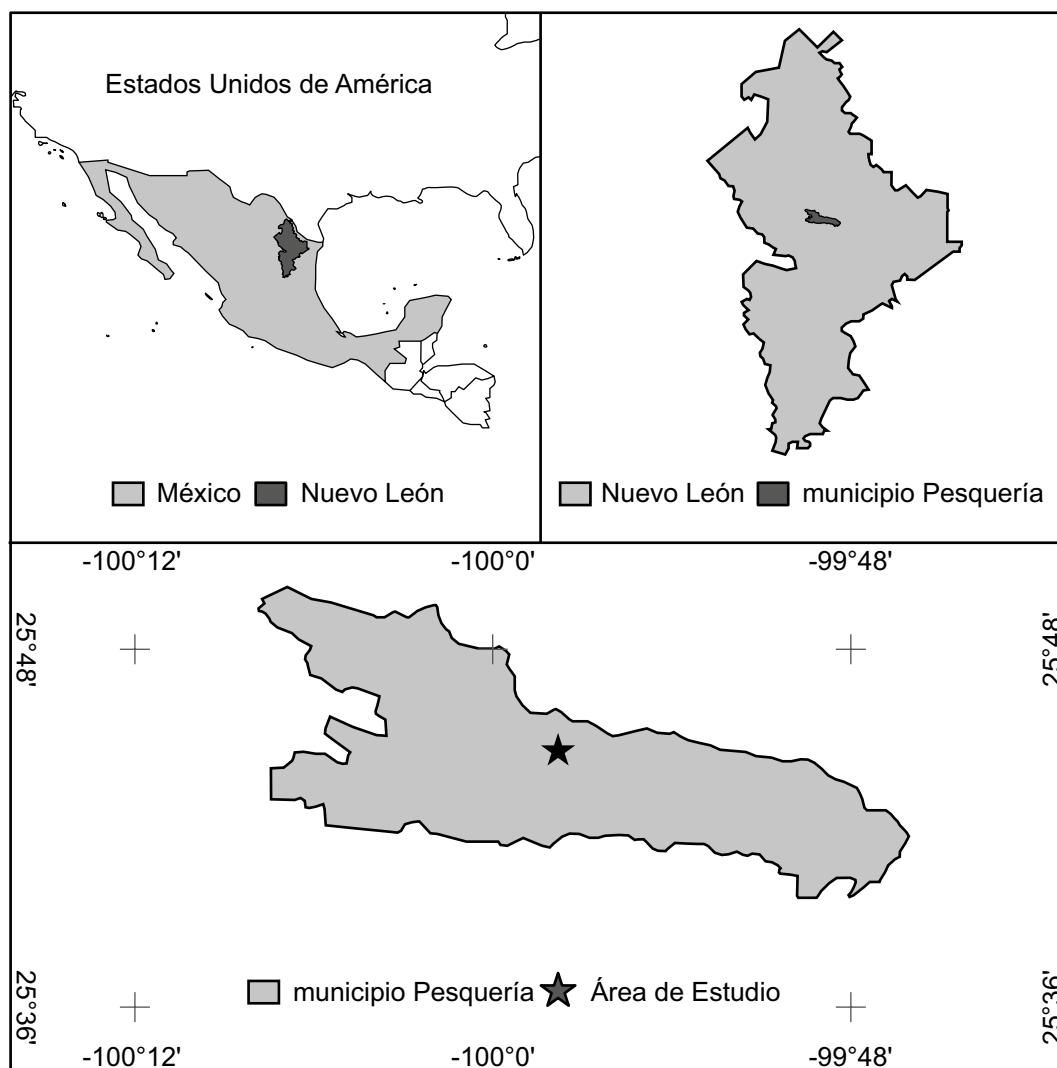 Estados Unidos de América
México Nuevo León
Nuevo León municipio Pesquería
-100°12' -100°0' -99°48'
25°48' 25°48'
25°36' 25°36'
municipio Pesquería Área de Estudio
-100°12' -100°0' -99°48'